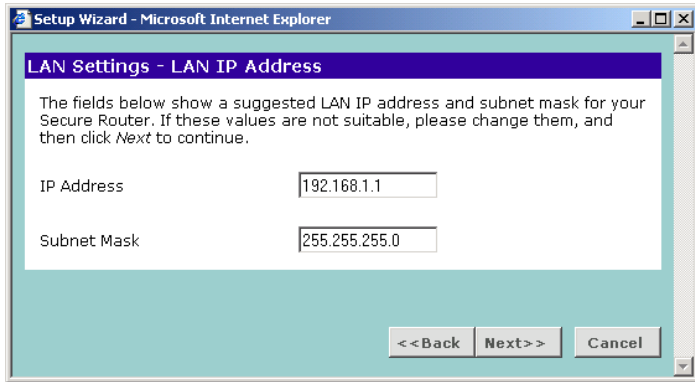 Setup Wizard - Microsoft Internet Explorer
LAN Settings - LAN IP Address
The fields below show a suggested LAN IP address and subnet mask for your
Secure Router. If these values are not suitable, please change them, and
then click Next to continue.
IP Address 192.168.1.1
Subnet Mask 255.255.255.0
<<Back Next>> Cancel